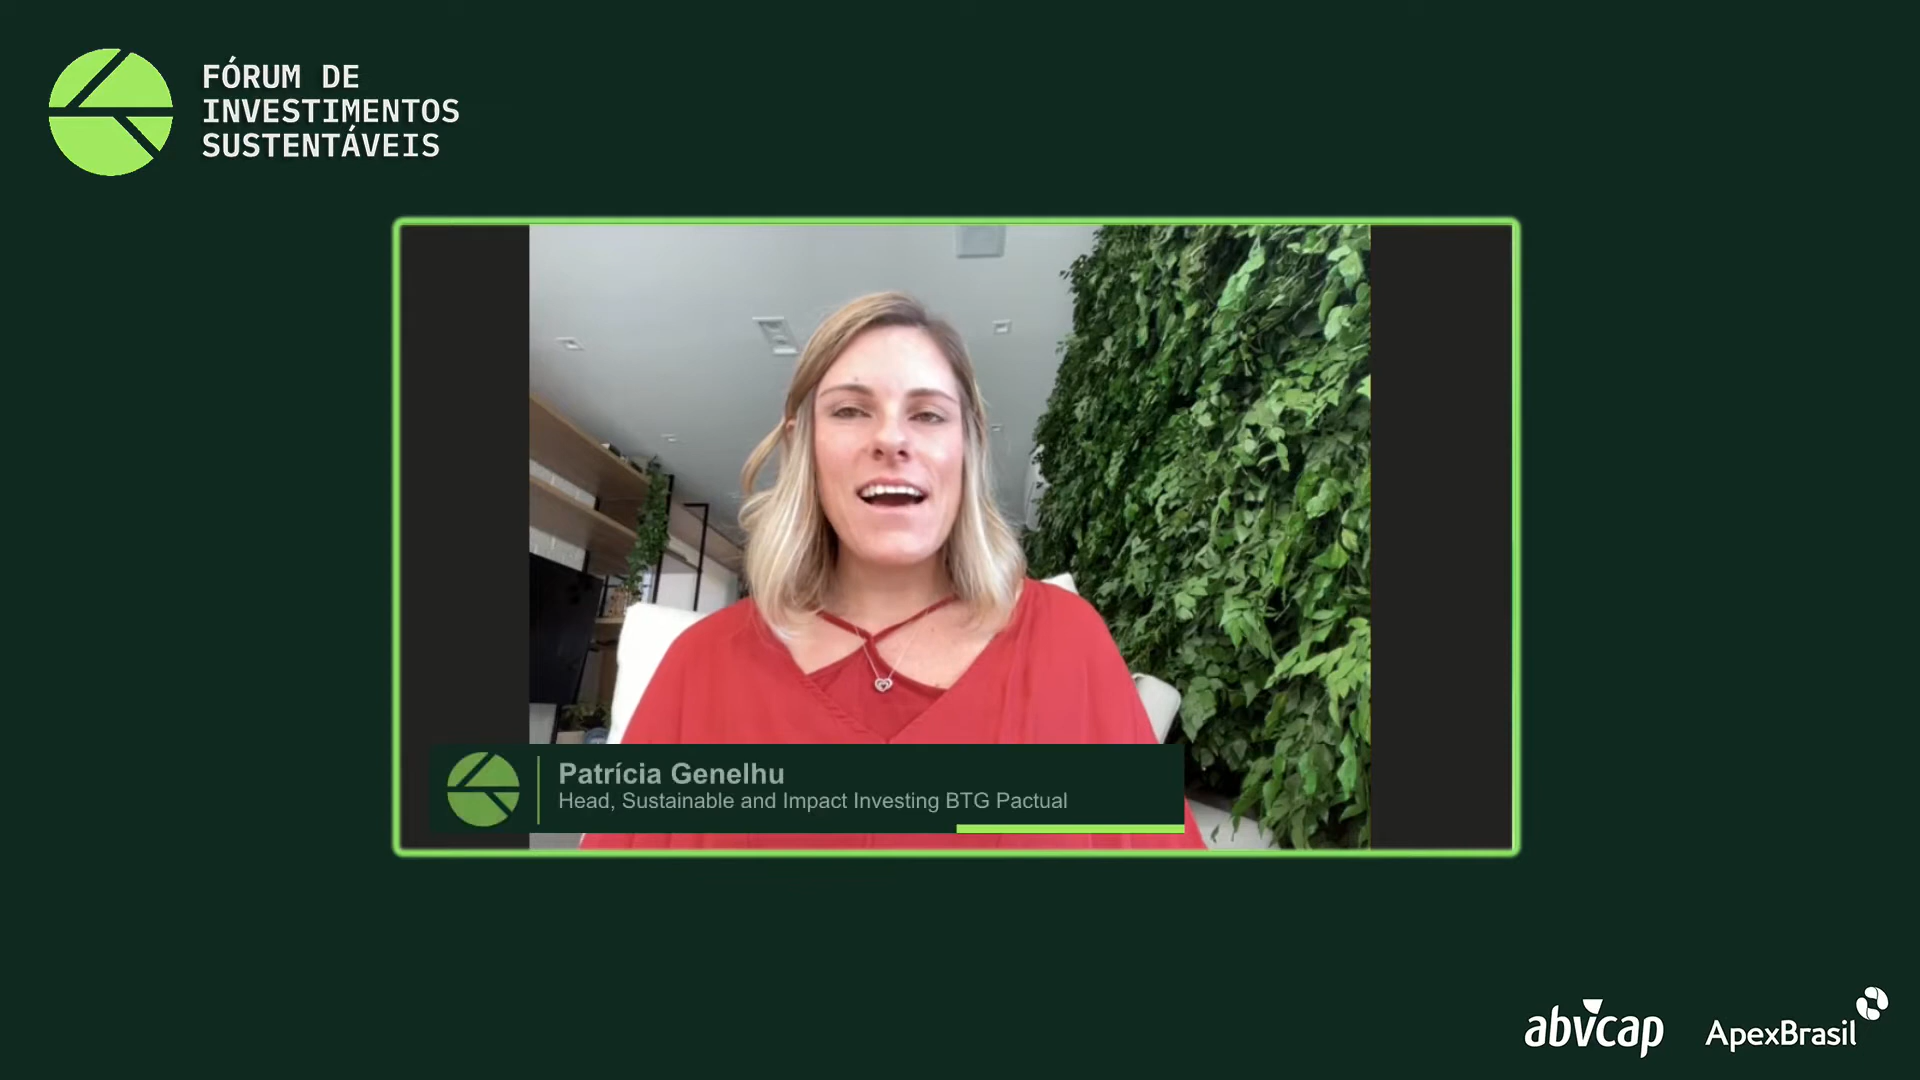 FÓRUM DE
INVESTIMENTOS
SUSTENTÁVEIS
Patrícia Genelhu
Head, Sustainable and Impact Investing BTG Pactual
abvcap
ApexBrasil